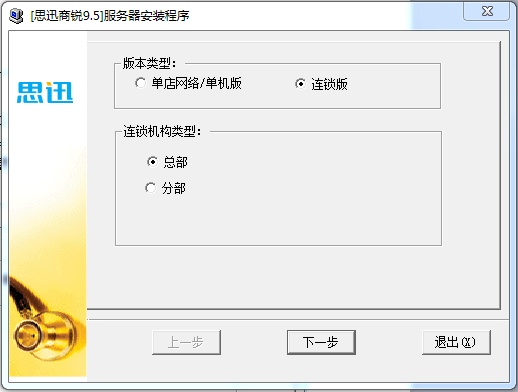 [思迅商锐9.5]服务器安装程序
思迅
版本类型：
单店网络/单机版
连锁版
连锁机构类型：
总部
分部
上一步
下一步
退出(X)